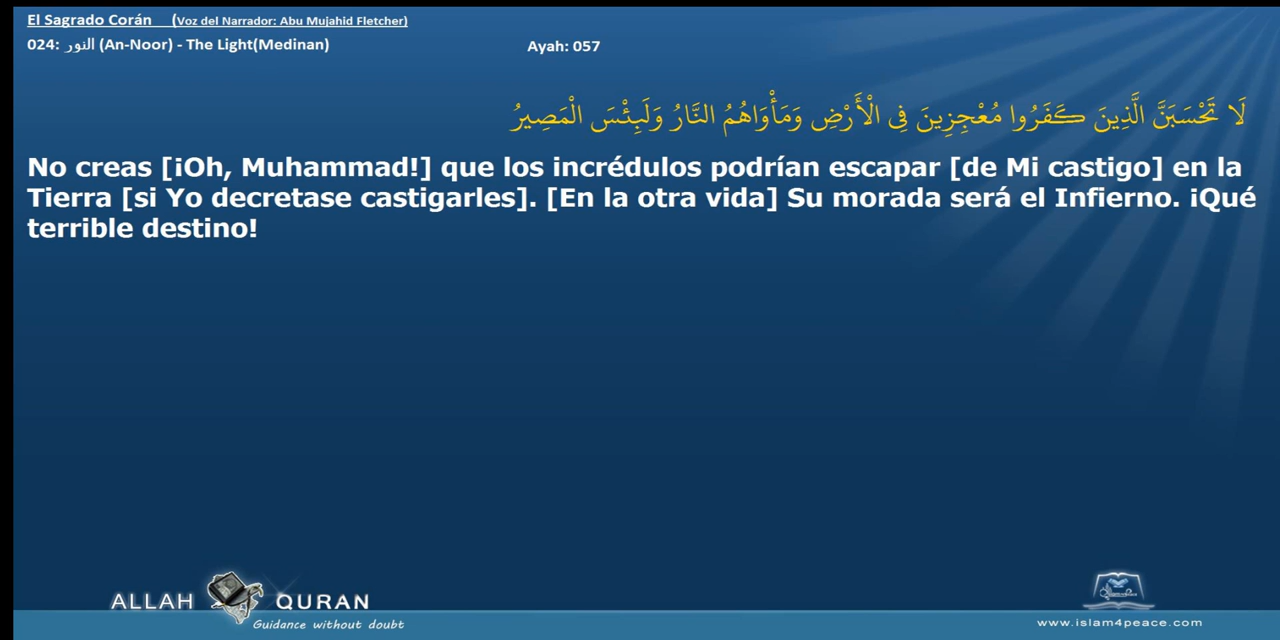 El Sagrado Corán (Voz del Narrador: Abu Mujahid Fletcher)
024: النور (An-Noor) - The Light(Medinan) Ayah: 057
لَا تَحْسَبَنَّ الَّذِينَ كَفَرُوا مُعْجِزِينَ فِي الْأَرْضِ وَمَأْوَاهُمُ النَّارُ وَلَبِئْسَ الْمَصِيرُ
No creas [¡Oh, Muhammad!] que los incrédulos podrían escapar [de Mi castigo] en la
Tierra [si Yo decretase castigarles]. [En la otra vida] Su morada será el Infierno. ¡Qué
terrible destino!
ALLAH QURAN
Guidance without doubt
www.islam4peace.com